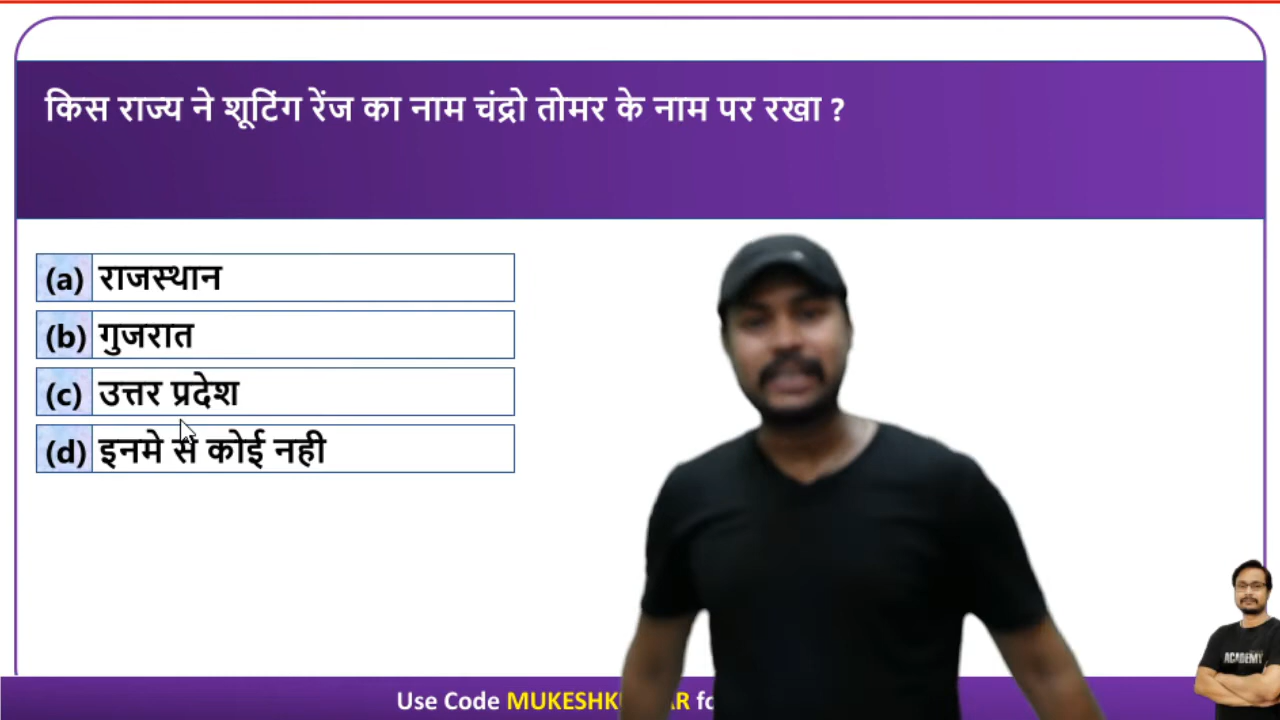 किस राज्य ने शूटिंग रेंज का नाम चंद्रो तोमर के नाम पर रखा ?
(a) राजस्थान
(b) गुजरात
(c) उत्तर प्रदेश
(d) इनमे से कोई नही
ACADEMY
Use Code